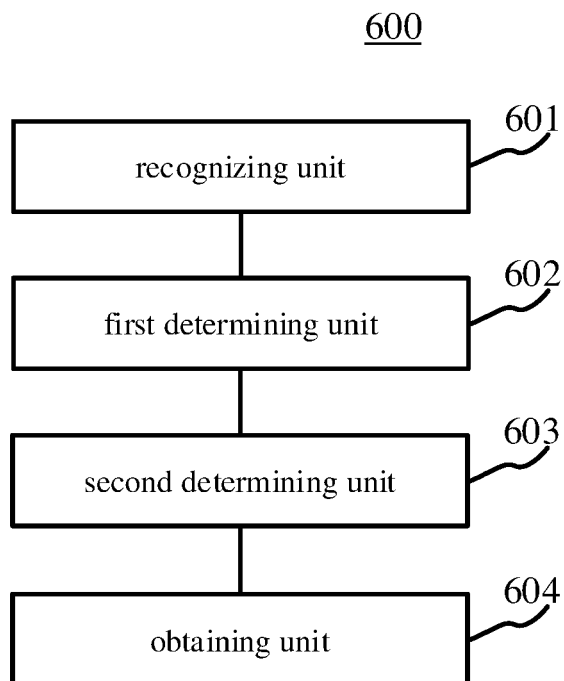 600
601
recognizing unit
602
first determining unit
603
second determining unit
604
obtaining unit